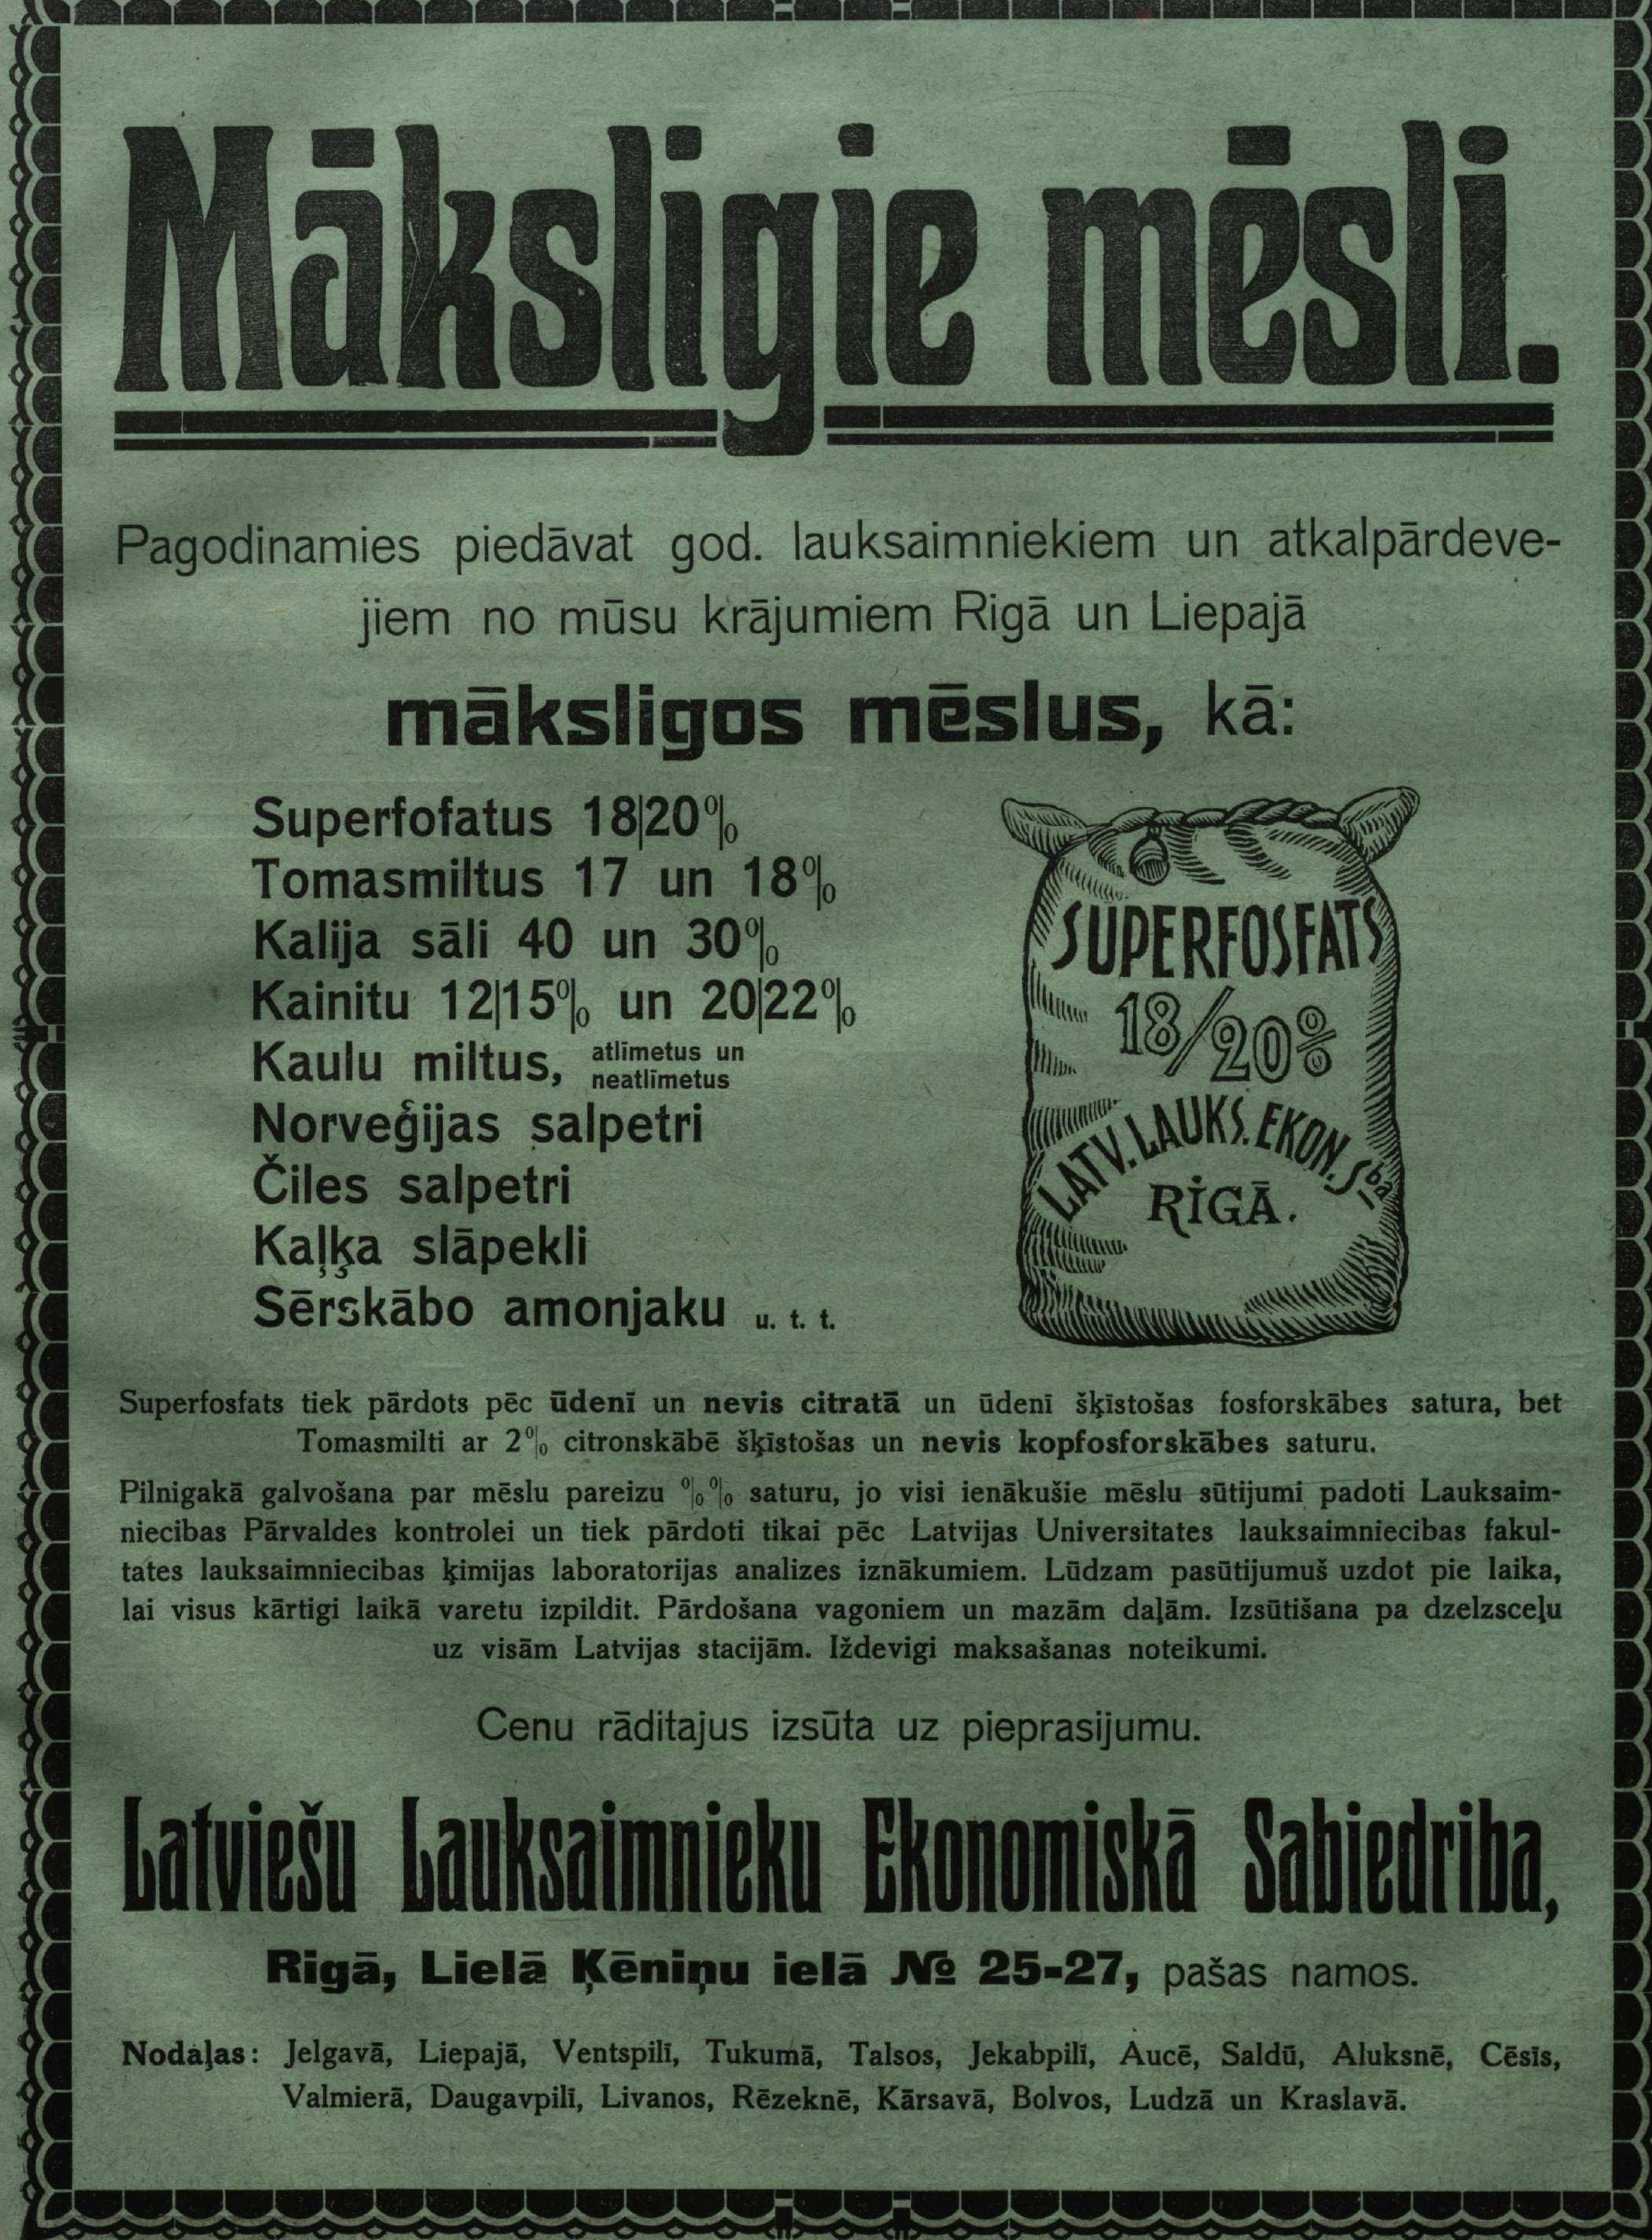 Māksligie mēsli.
Pagodinamies piedāvat god. lauksaimniekiem un atkalpārdeve-
jiem no mūsu krājumiem Rigā un Liepajā
māksligos mēslus, kā:
Superfofatus 18|20%
Tomasmiltus 17 un 18%
Kalija sāli 40 un 30%
Kainitu 12|15% un 20|22%
Kaulu miltus, atlīmetus un
neatlīmetus
Norveģijas salpetri
Čiles salpetri
Kaļķa slāpekli
Sērskābo amonjaku u. t. t.
SUPERFOSFATS
18/20%
LATV. LAUKS. EKON. Sba
RĪGĀ.
Superfosfats tiek pārdots pēc ūdenī un nevis citratā un ūdenī šķīstošas fosforskābes satura, bet
Tomasmilti ar 2% citronskābē šķīstošas un nevis kopfosforskābes saturu.
Pilnigakā galvošana par mēslu pareizu %% saturu, jo visi ienākušie mēslu sūtijumi padoti Lauksaim-
niecibas Pārvaldes kontrolei un tiek pārdoti tikai pēc Latvijas Universitates lauksaimniecibas fakul-
tates lauksaimniecibas ķimijas laboratorijas analizes iznākumiem. Lūdzam pasūtijumuš uzdot pie laika,
lai visus kārtigi laikā varetu izpildit. Pārdošana vagoniem un mazām daļām. Izsūtišana pa dzelzsceļu
uz visām Latvijas stacijām. Iždevigi maksašanas noteikumi.
Cenu rāditajus izsūta uz pieprasijumu.
Latviešu Lauksaimnieku Ekonomiskā Sabiedriba,
Rigā, Lielā Ķēniņu ielā № 25-27, pašas namos.
Nodaļas: Jelgavā, Liepajā, Ventspilī, Tukumā, Talsos, Jekabpilī, Aucē, Saldū, Aluksnē, Cēsīs,
Valmierā, Daugavpilī, Livanos, Rēzeknē, Kārsavā, Bolvos, Ludzā un Kraslavā.